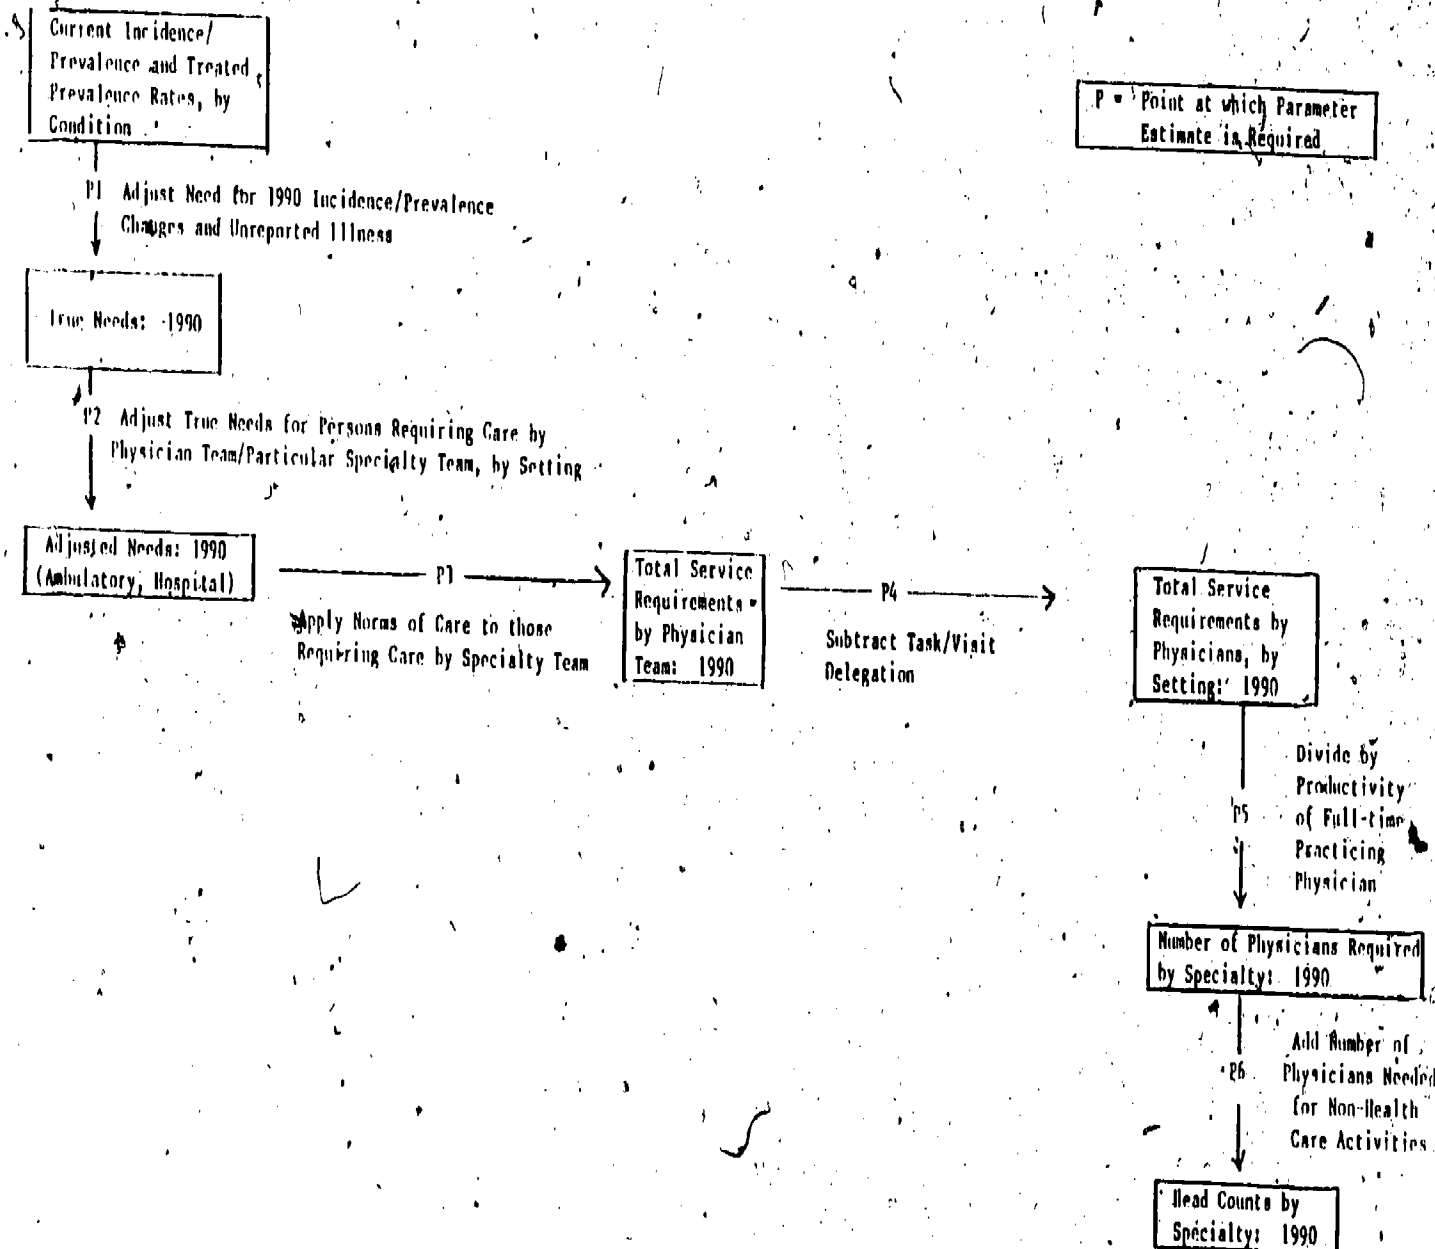 Current Incidence/
Prevalence and Treated
Prevalence Rates, by
Condition
P = Point at which Parameter
Estimate is Required
P1 Adjust Need for 1990 Incidence/Prevalence
Changes and Unreported Illness
True Needs: 1990
P2 Adjust True Needs for Persons Requiring Care by
Physician Team/Particular Specialty Team, by Setting
Adjusted Needs: 1990
(Ambulatory, Hospital)
P3
Apply Norms of Care to those
Requiring Care by Specialty Team
Total Service
Requirements
by Physician
Team: 1990
P4
Subtract Task/Visit
Delegation
Total Service
Requirements by
Physicians, by
Setting: 1990
P5
Divide by
Productivity
of Full-time
Practicing
Physician
Number of Physicians Required
by Specialty: 1990
P6
Add Number of
Physicians Needed
for Non-Health
Care Activities
Head Counts by
Specialty: 1990